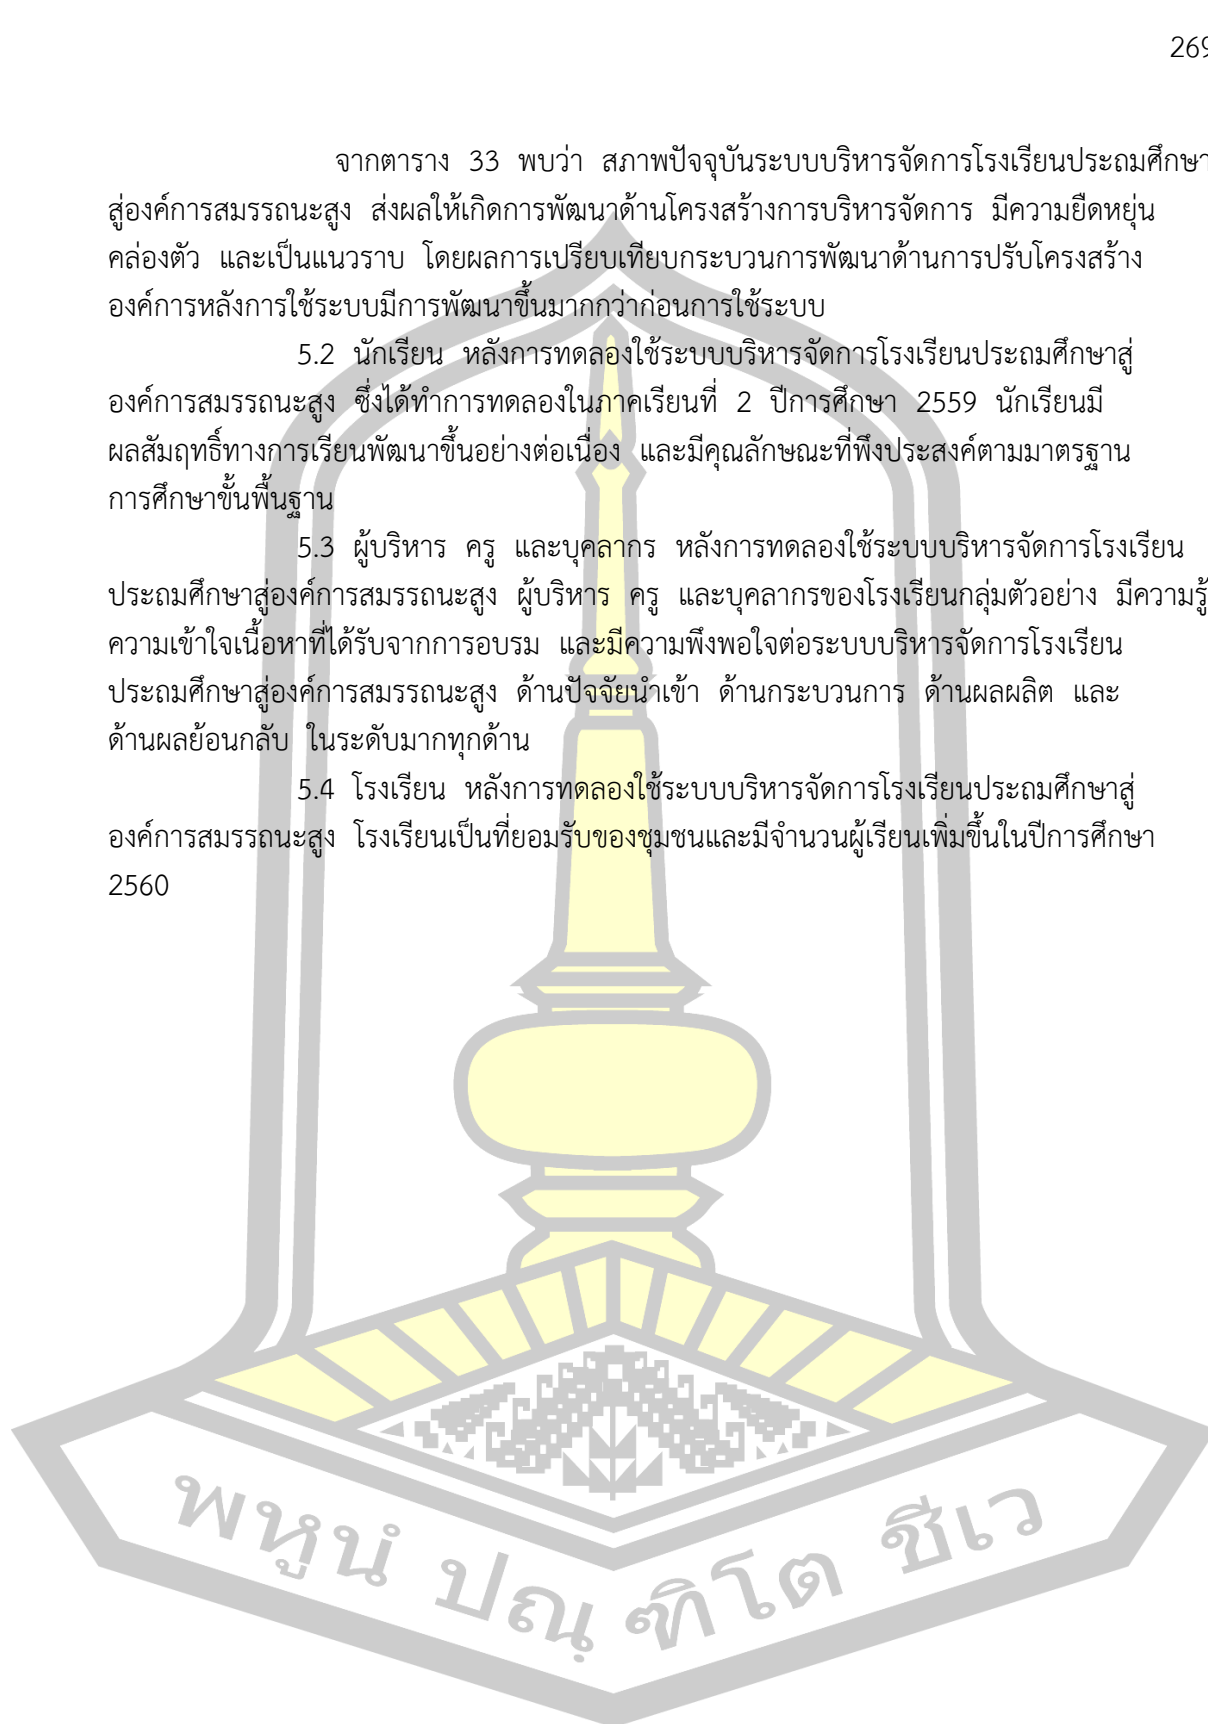 269
จากตาราง 33 พบว่า สภาพปัจจุบันระบบบริหารจัดการโรงเรียนประถมศึกษา
สู่องค์การสมรรถนะสูง ส่งผลให้เกิดการพัฒนาด้านโครงสร้างการบริหารจัดการ มีความยืดหยุ่น
คล่องตัว และเป็นแนวราบ โดยผลการเปรียบเทียบกระบวนการพัฒนาด้านการปรับโครงสร้าง
องค์การหลังการใช้ระบบมีการพัฒนาขึ้นมากกว่าก่อนการใช้ระบบ
5.2 นักเรียน หลังการทดลองใช้ระบบบริหารจัดการโรงเรียนประถมศึกษาสู่
องค์การสมรรถนะสูง ซึ่งได้ทำการทดลองในภาคเรียนที่ 2 ปีการศึกษา 2559 นักเรียนมี
ผลสัมฤทธิ์ทางการเรียนพัฒนาขึ้นอย่างต่อเนื่อง และมีคุณลักษณะที่พึงประสงค์ตามมาตรฐาน
การศึกษาขั้นพื้นฐาน
5.3 ผู้บริหาร ครู และบุคลากร หลังการทดลองใช้ระบบบริหารจัดการโรงเรียน
ประถมศึกษาสู่องค์การสมรรถนะสูง ผู้บริหาร ครู และบุคลากรของโรงเรียนกลุ่มตัวอย่าง มีความรู้
ความเข้าใจเนื้อหาที่ได้รับจากการอบรม และมีความพึงพอใจต่อระบบบริหารจัดการโรงเรียน
ประถมศึกษาสู่องค์การสมรรถนะสูง ด้านปัจจัยนำเข้า ด้านกระบวนการ ด้านผลผลิต และ
ด้านผลย้อนกลับ ในระดับมากทุกด้าน
5.4 โรงเรียน หลังการทดลองใช้ระบบบริหารจัดการโรงเรียนประถมศึกษาสู่
องค์การสมรรถนะสูง โรงเรียนเป็นที่ยอมรับของชุมชนและมีจำนวนผู้เรียนเพิ่มขึ้นในปีการศึกษา
2560
พหูนํ ปณฺฑิโต ชีเว